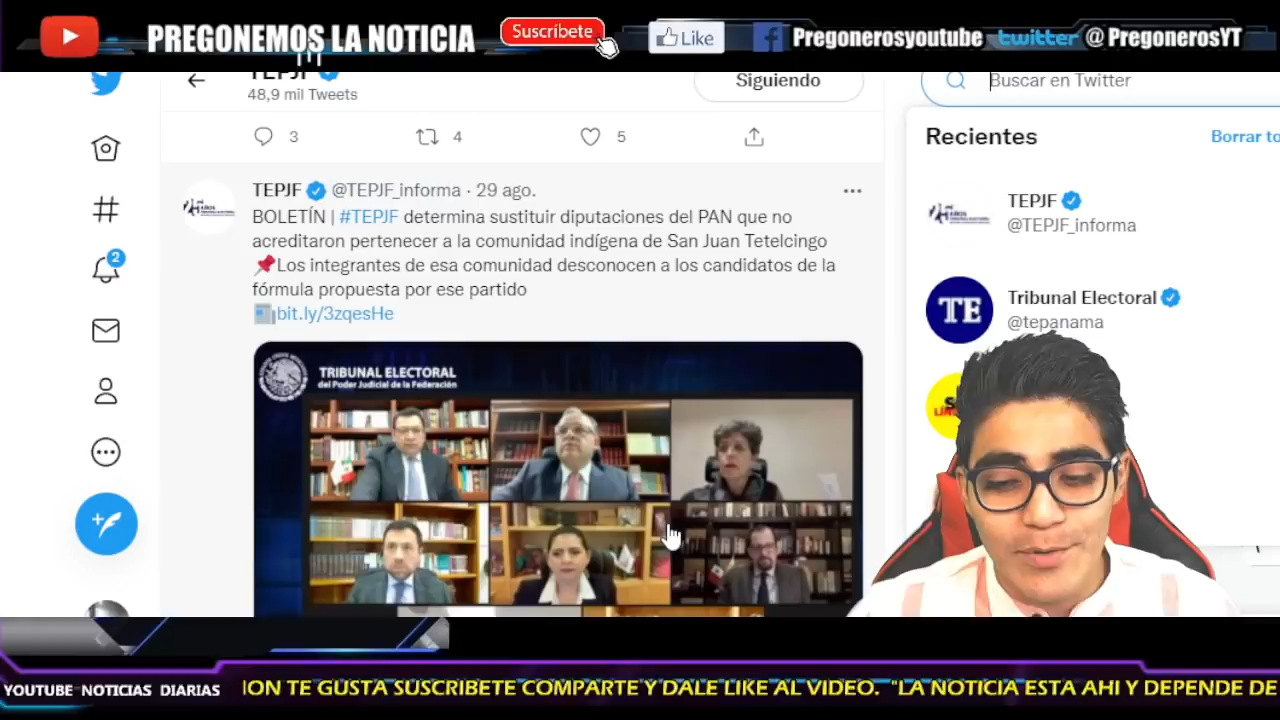 PREGONEMOS LA NOTICIA
Suscríbete
Like
Pregonerosyoutube
twitter
@PregonerosYT
TEPJF
48,9 mil Tweets
Siguiendo
Buscar en Twitter
3
4
5
Recientes
Borrar to
2
TEPJF @TEPJF_informa · 29 ago.
BOLETÍN | #TEPJF determina sustituir diputaciones del PAN que no
acreditaron pertenecer a la comunidad indígena de San Juan Tetelcingo
📌Los integrantes de esa comunidad desconocen a los candidatos de la
fórmula propuesta por ese partido
bit.ly/3zqesHe
TEPJF
@TEPJF_informa
TE
Tribunal Electoral
@tepanama
TRIBUNAL ELECTORAL
del Poder Judicial de la Federación
YOUTUBE NOTICIAS DIARIAS
ION TE GUSTA SUSCRIBETE COMPARTE Y DALE LIKE AL VIDEO. "LA NOTICIA ESTA AHI Y DEPENDE DE